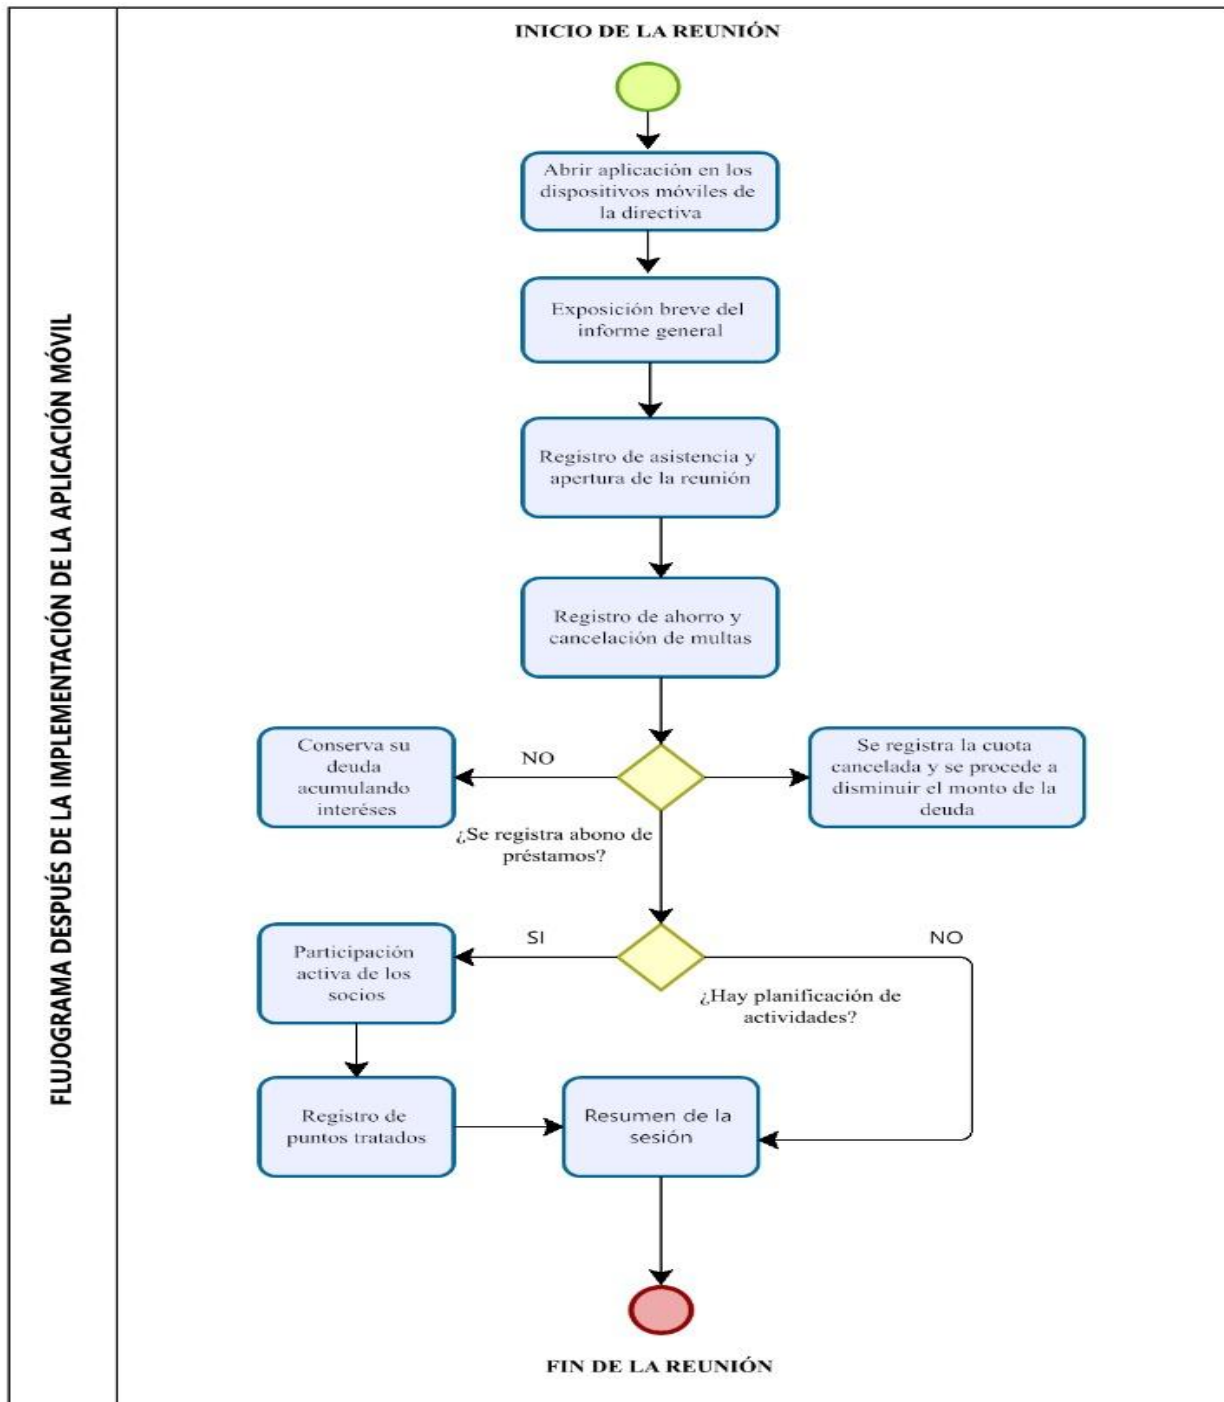 FLUJOGRAMA DESPUÉS DE LA IMPLEMENTACIÓN DE LA APLICACIÓN MÓVIL
INICIO DE LA REUNIÓN
Abrir aplicación en los
dispositivos móviles de
la directiva
Exposición breve del
informe general
Registro de asistencia y
apertura de la reunión
Registro de ahorro y
cancelación de multas
Conserva su
deuda
acumulando
interéses
NO
Se registra la cuota
cancelada y se procede a
disminuir el monto de la
deuda
¿Se registra abono de
préstamos?
SI
NO
Participación
activa de los
socios
¿Hay planificación de
actividades?
Registro de
puntos tratados
Resumen de la
sesión
FIN DE LA REUNIÓN